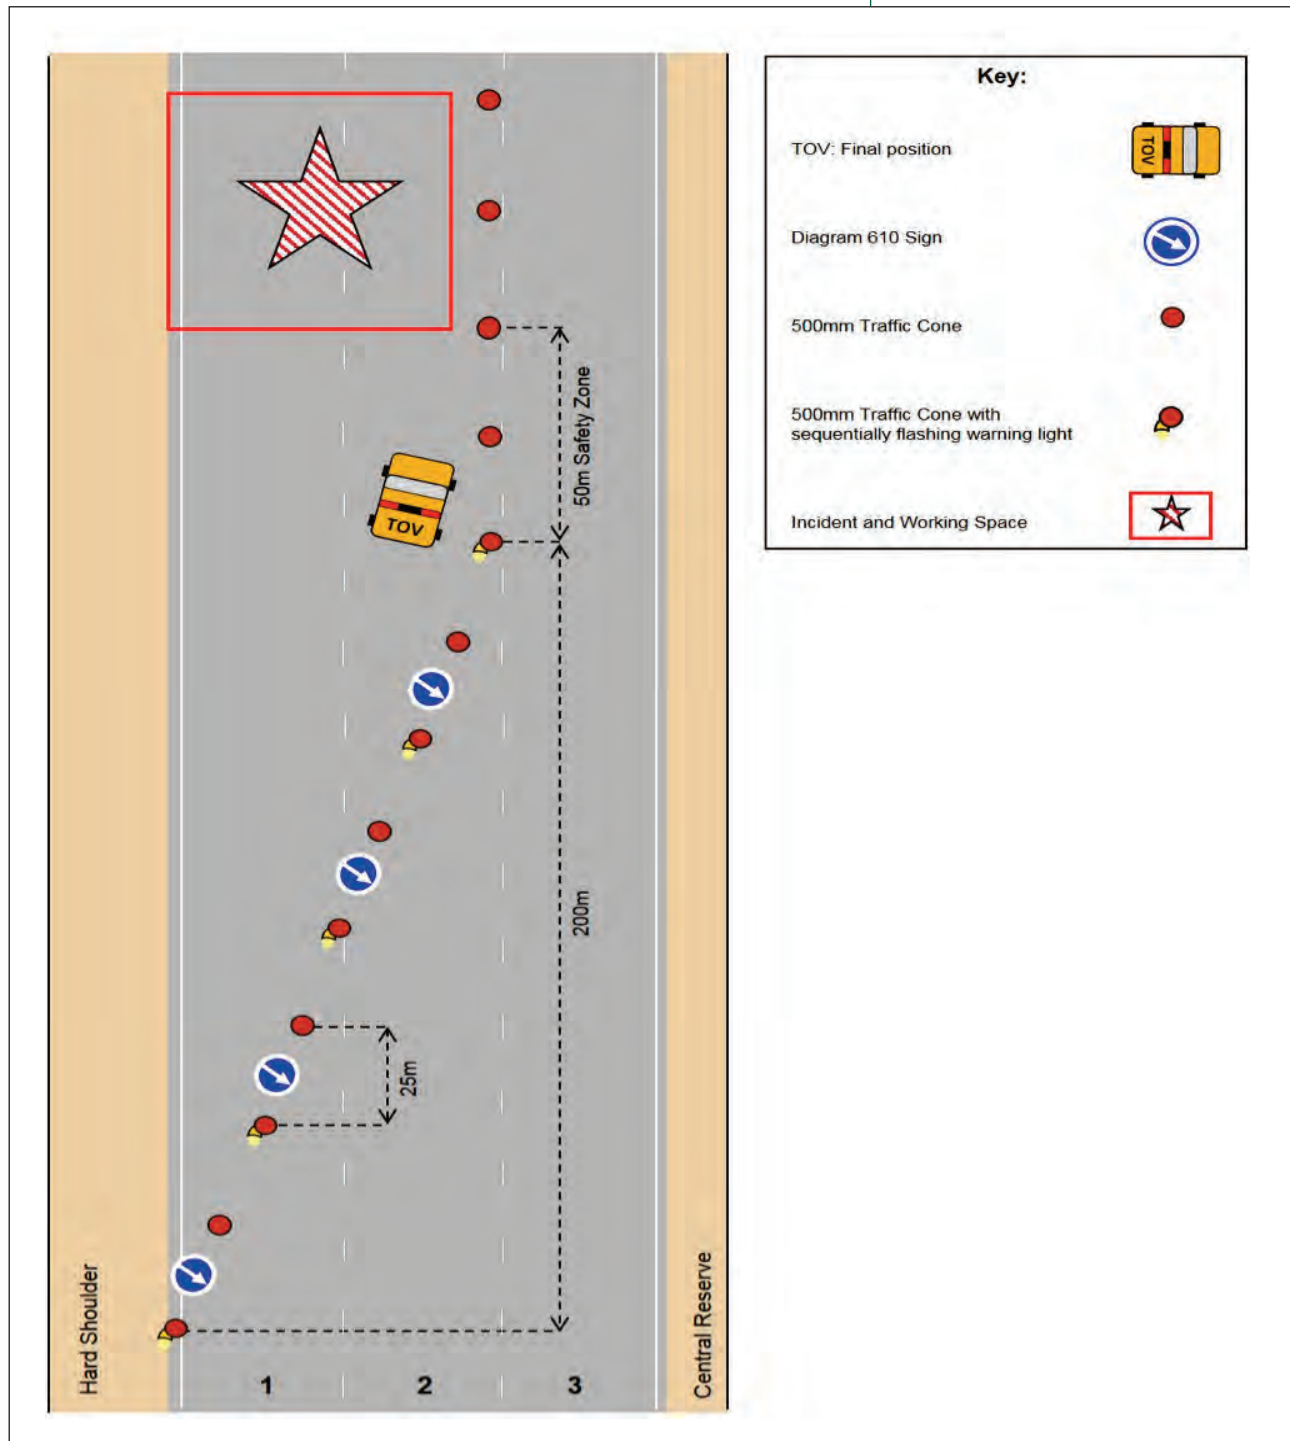 Key:
TOV: Final position
TOV
Diagram 610 Sign
500mm Traffic Cone
500mm Traffic Cone with
sequentially flashing warning light
Incident and Working Space
50m Safety Zone
TOV
200m
25m
Hard Shoulder
1
2
3
Central Reserve